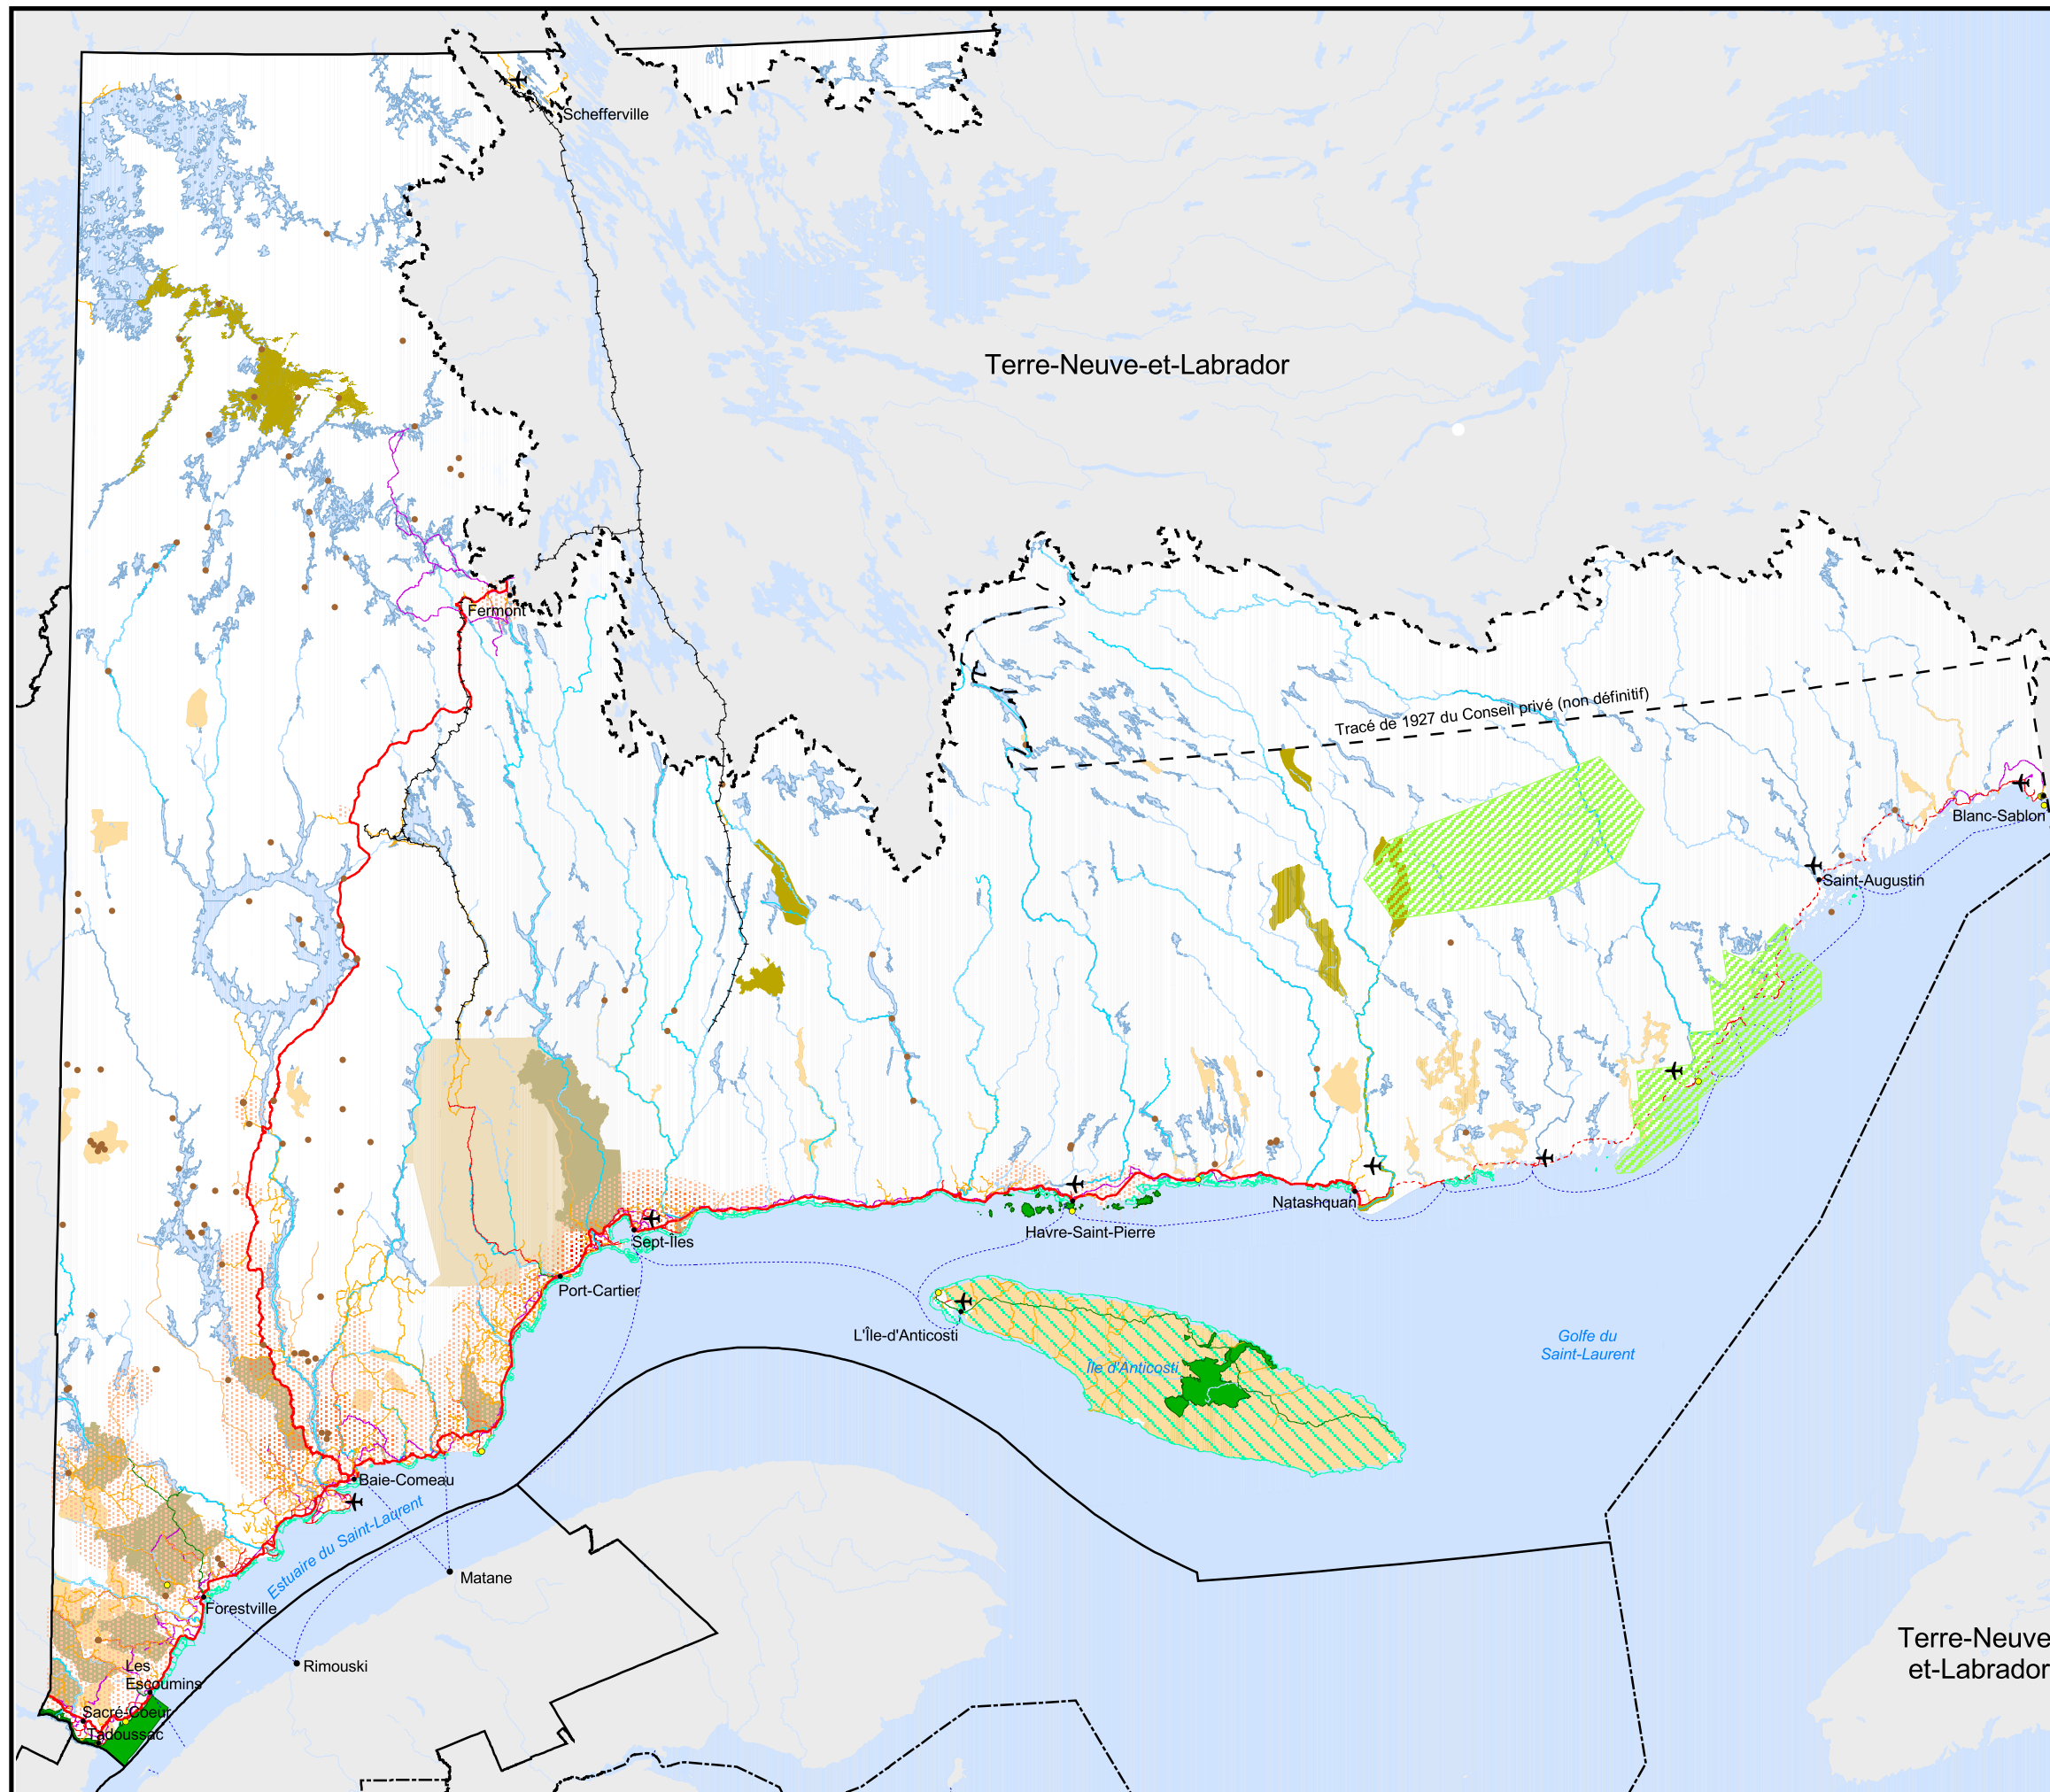 Schefferville
Terre-Neuve-et-Labrador
Fermont
Tracé de 1927 du Conseil privé (non définitif)
Blanc-Sablon
Saint-Augustin
Natashquan
Havre-Saint-Pierre
Sept-Îles
Port-Cartier
L'Île-d'Anticosti
Île d'Anticosti
Golfe du
Saint-Laurent
Baie-Comeau
Estuaire du Saint-Laurent
Matane
Forestville
Rimouski
Les
Escoumins
Sacré-Coeur
Tadoussac
Terre-Neuve
et-Labrador